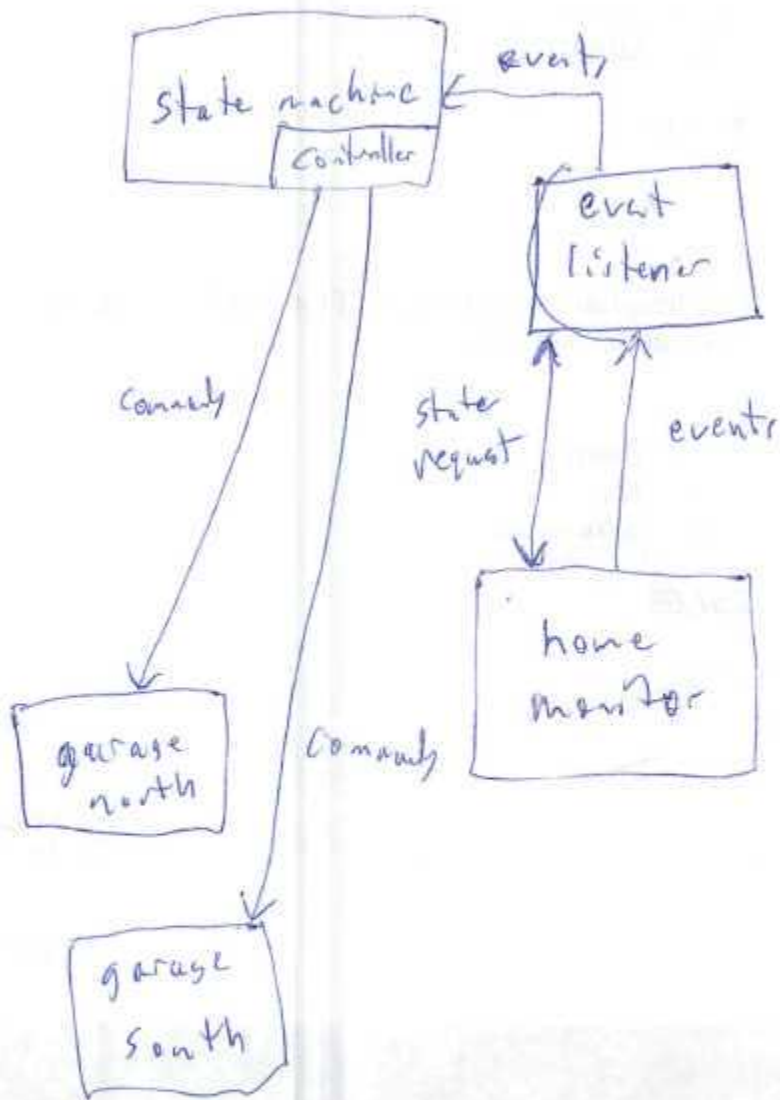 events
state machine
controller
event
listener
commands
state
request
events
home
monitor
garage
north
commands
garage
south